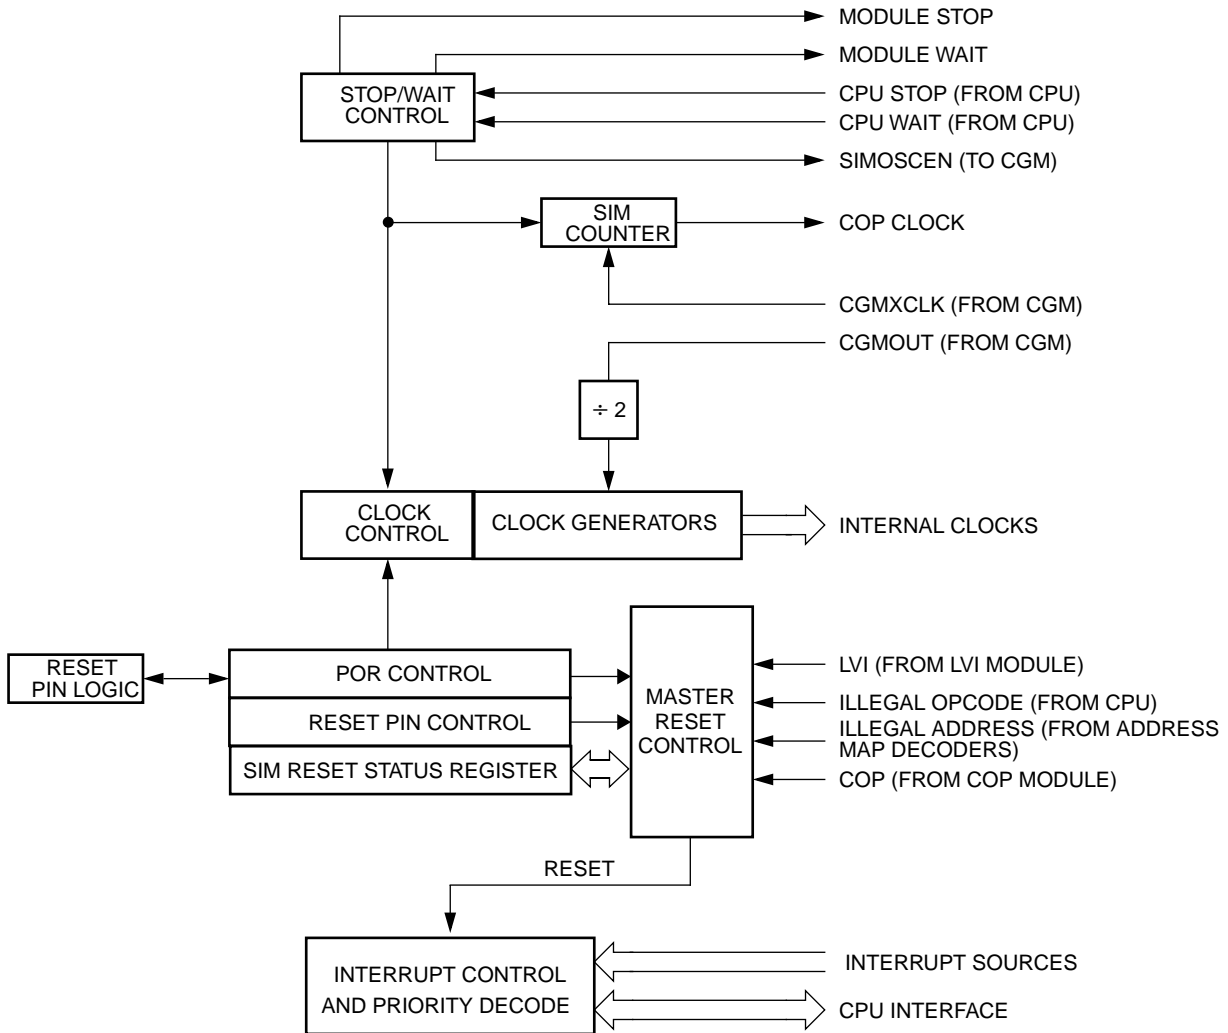 MODULE STOP
MODULE WAIT
STOP/WAIT
CONTROL
CPU STOP (FROM CPU)
CPU WAIT (FROM CPU)
SIMOSCEN (TO CGM)
SIM
COUNTER
COP CLOCK
CGMXCLK (FROM CGM)
CGMOUT (FROM CGM)
÷ 2
CLOCK
CONTROL
CLOCK GENERATORS
INTERNAL CLOCKS
RESET
PIN LOGIC
POR CONTROL
RESET PIN CONTROL
SIM RESET STATUS REGISTER
MASTER
RESET
CONTROL
LVI (FROM LVI MODULE)
ILLEGAL OPCODE (FROM CPU)
ILLEGAL ADDRESS (FROM ADDRESS
MAP DECODERS)
COP (FROM COP MODULE)
RESET
INTERRUPT CONTROL
AND PRIORITY DECODE
INTERRUPT SOURCES
CPU INTERFACE